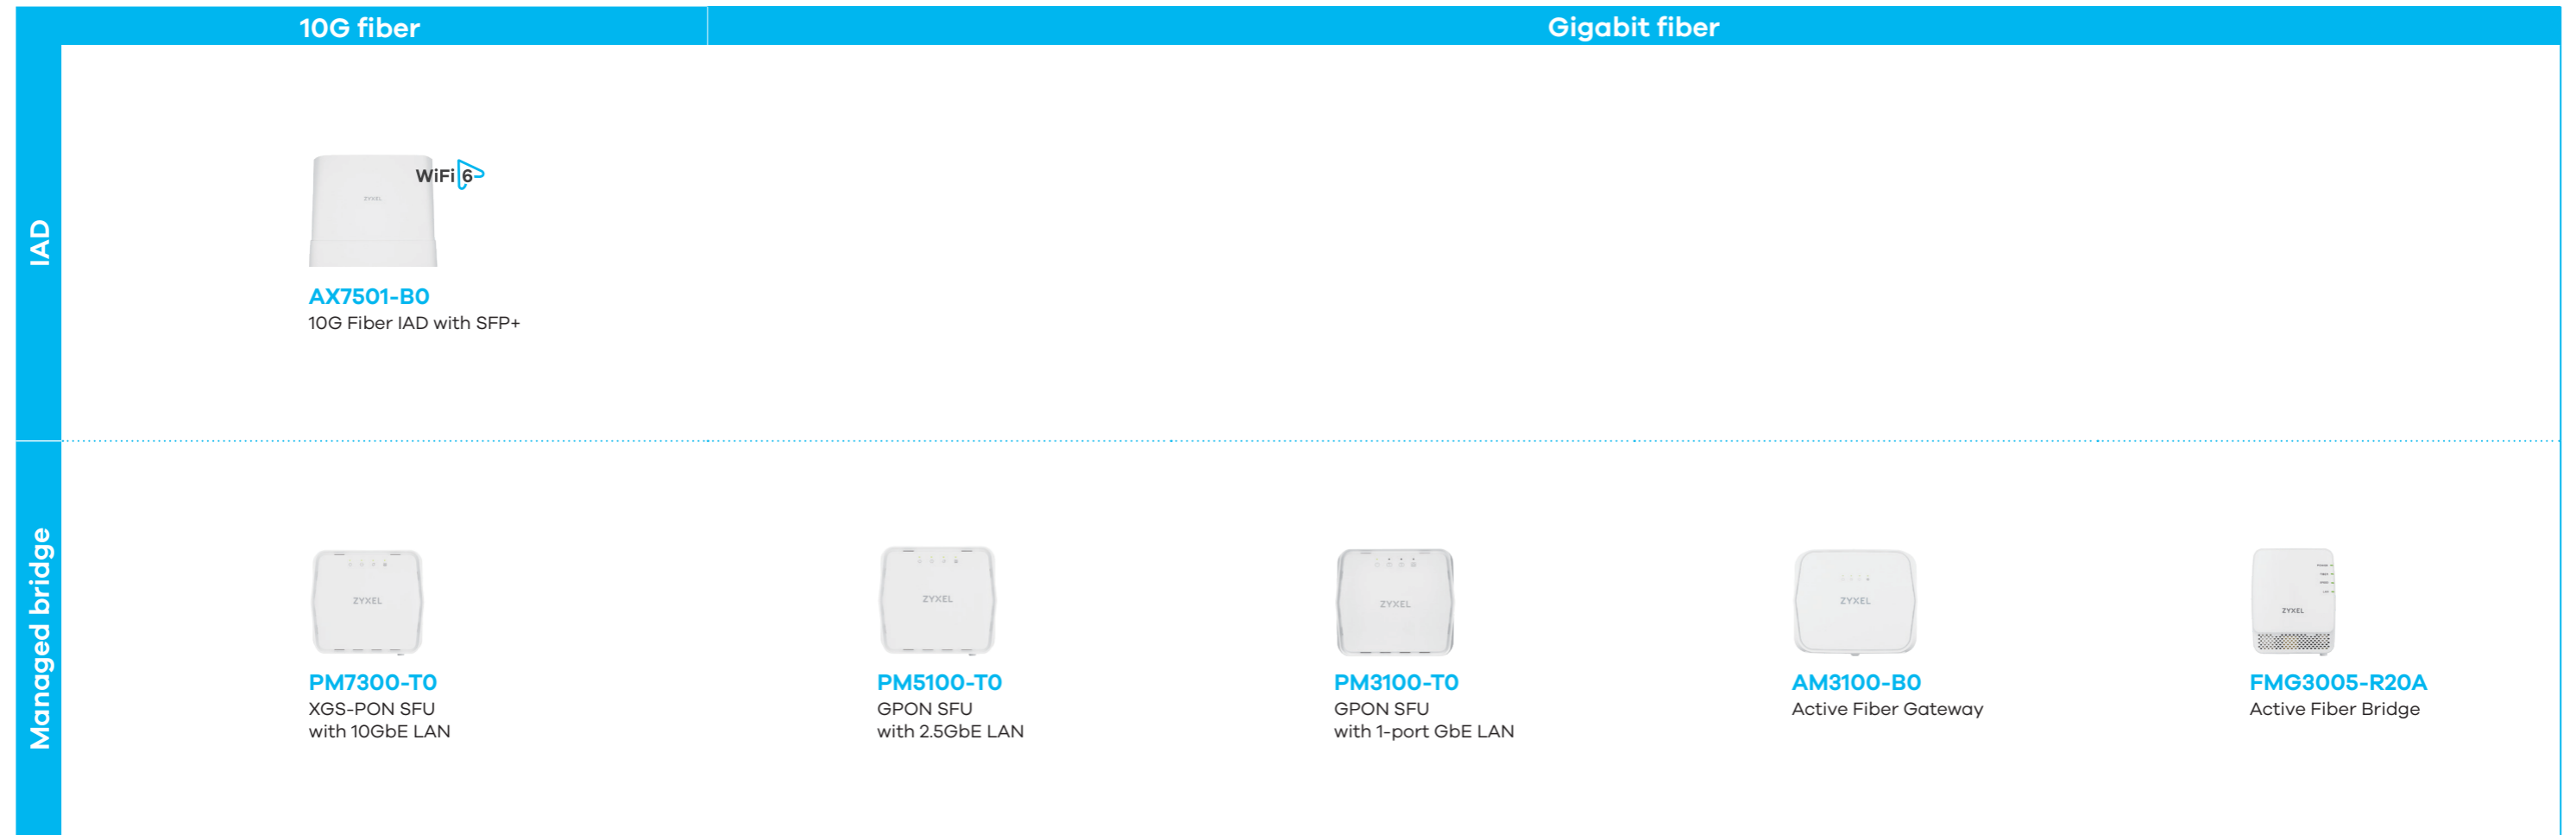 10G fiber
Gigabit fiber
IAD
WiFi 6
ZYXEL
AX7501-B0
10G Fiber IAD with SFP+
Managed bridge
ZYXEL
PM7300-T0
XGS-PON SFU
with 10GbE LAN
ZYXEL
PM5100-T0
GPON SFU
with 2.5GbE LAN
ZYXEL
PM3100-T0
GPON SFU
with 1-port GbE LAN
ZYXEL
AM3100-B0
Active Fiber Gateway
ZYXEL
FMG3005-R20A
Active Fiber Bridge